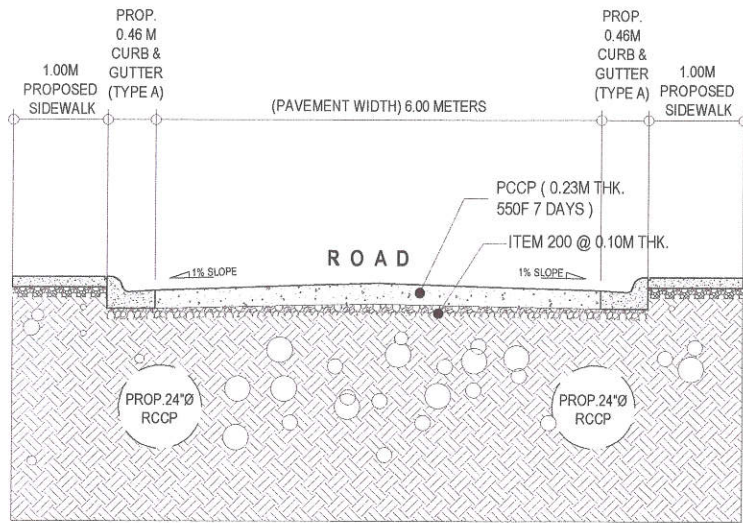 PROP.
0.46 M
CURB &
GUTTER
(TYPE A)
1.00M
PROPOSED
SIDEWALK
(PAVEMENT WIDTH) 6.00 METERS
PROP.
0.46M
CURB &
GUTTER
(TYPE A)
1.00M
PROPOSED
SIDEWALK
PCCP ( 0.23M THK.
550F 7 DAYS )
ITEM 200 @ 0.10M THK.
ROAD
1% SLOPE
1% SLOPE
PROP.24"Ø
RCCP
PROP.24"Ø
RCCP